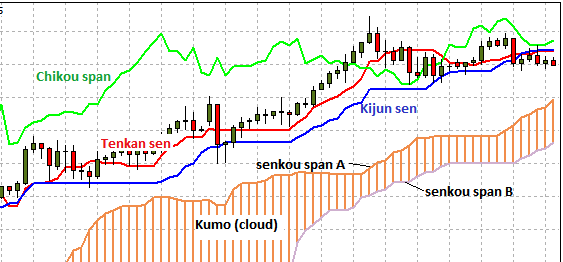 Chikou span
Tenkan sen
Kijun sen
senkou span A
senkou span B
Kumo (cloud)